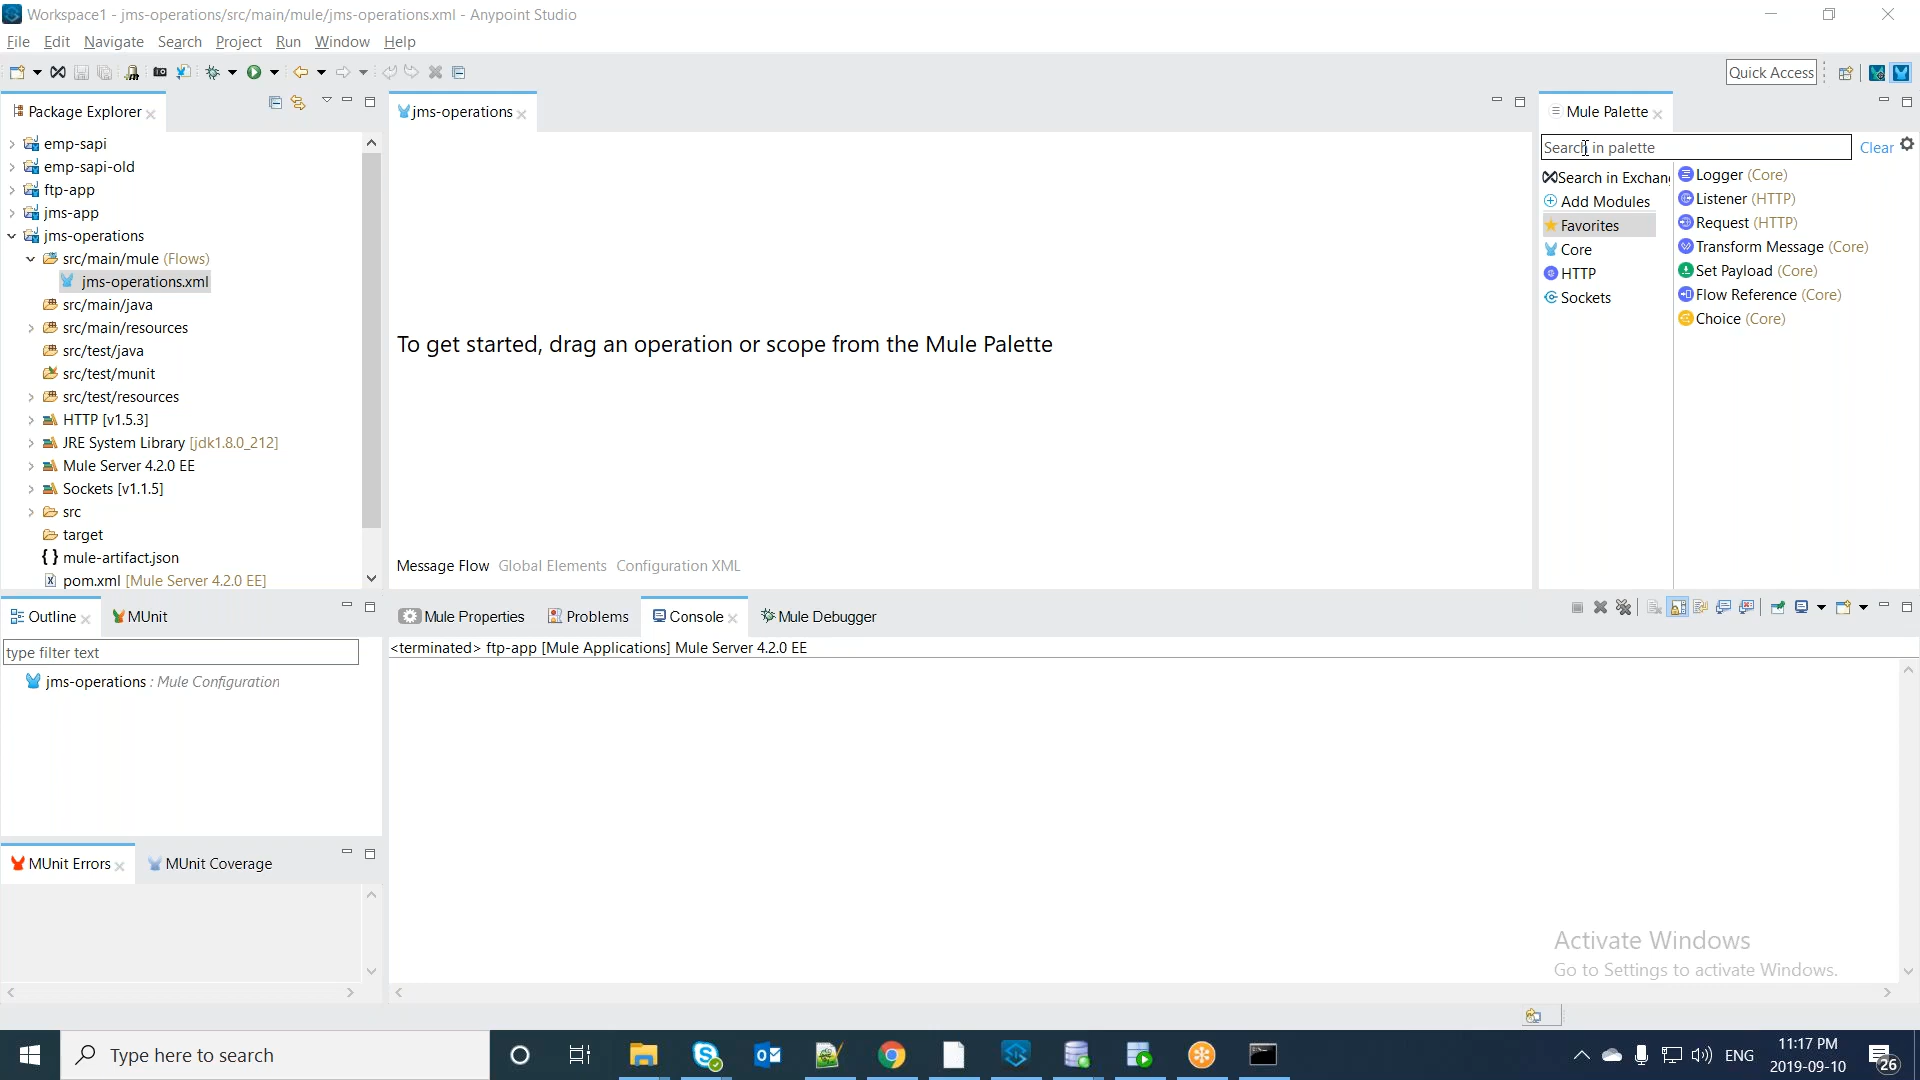 Workspace1 - jms-operations/src/main/mule/jms-operations.xml - Anypoint Studio
File Edit Navigate Search Project Run Window Help
Quick Access
Package Explorer
emp-sapi
emp-sapi-old
ftp-app
jms-app
jms-operations
src/main/mule (Flows)
jms-operations.xml
src/main/java
src/main/resources
src/test/java
src/test/munit
src/test/resources
HTTP [v1.5.3]
JRE System Library [jdk1.8.0_212]
Mule Server 4.2.0 EE
Sockets [v1.1.5]
src
target
mule-artifact.json
pom.xml [Mule Server 4.2.0 EE]
jms-operations
To get started, drag an operation or scope from the Mule Palette
Message Flow Global Elements Configuration XML
Mule Palette
Search in palette Clear
Search in Exchan
Add Modules
Favorites
Core
HTTP
Sockets
Logger (Core)
Listener (HTTP)
Request (HTTP)
Transform Message (Core)
Set Payload (Core)
Flow Reference (Core)
Choice (Core)
Outline MUnit
type filter text
jms-operations : Mule Configuration
MUnit Errors MUnit Coverage
Mule Properties Problems Console Mule Debugger
<terminated> ftp-app [Mule Applications] Mule Server 4.2.0 EE
Activate Windows
Go to Settings to activate Windows.
Type here to search
ENG
11:17 PM
2019-09-10
26